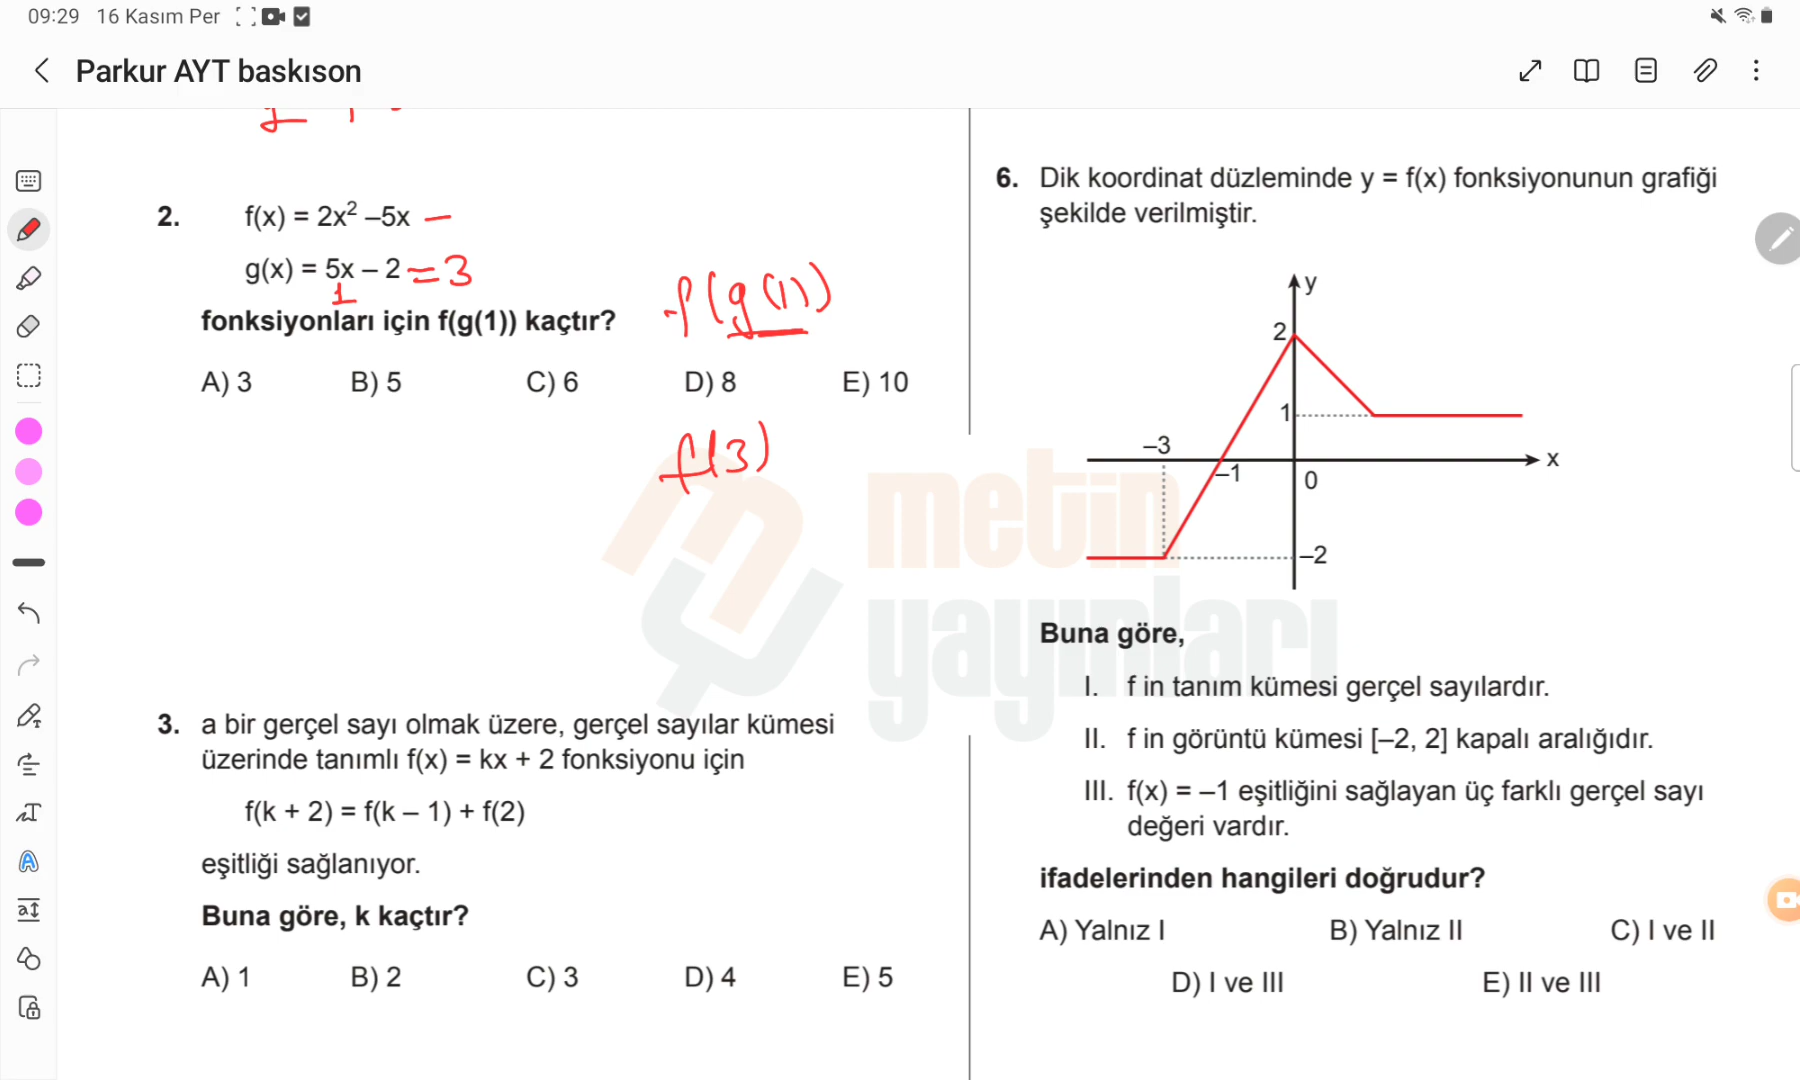 09:29 16 Kasım Per
Parkur AYT baskıson
2. f(x) = 2x² –5x –
g(x) = 5x – 2 = 3
1
fonksiyonları için f(g(1)) kaçtır?
f(g(1))
A) 3 B) 5 C) 6 D) 8 E) 10
f(3)
metin
yayınları
3. a bir gerçel sayı olmak üzere, gerçel sayılar kümesi
üzerinde tanımlı f(x) = kx + 2 fonksiyonu için
f(k + 2) = f(k – 1) + f(2)
eşitliği sağlanıyor.
Buna göre, k kaçtır?
A) 1 B) 2 C) 3 D) 4 E) 5
6. Dik koordinat düzleminde y = f(x) fonksiyonunun grafiği
şekilde verilmiştir.
y
2
1
–3
x
–1
0
–2
Buna göre,
I. f in tanım kümesi gerçel sayılardır.
II. f in görüntü kümesi [–2, 2] kapalı aralığıdır.
III. f(x) = –1 eşitliğini sağlayan üç farklı gerçel sayı
değeri vardır.
ifadelerinden hangileri doğrudur?
A) Yalnız I B) Yalnız II C) I ve II
D) I ve III E) II ve III